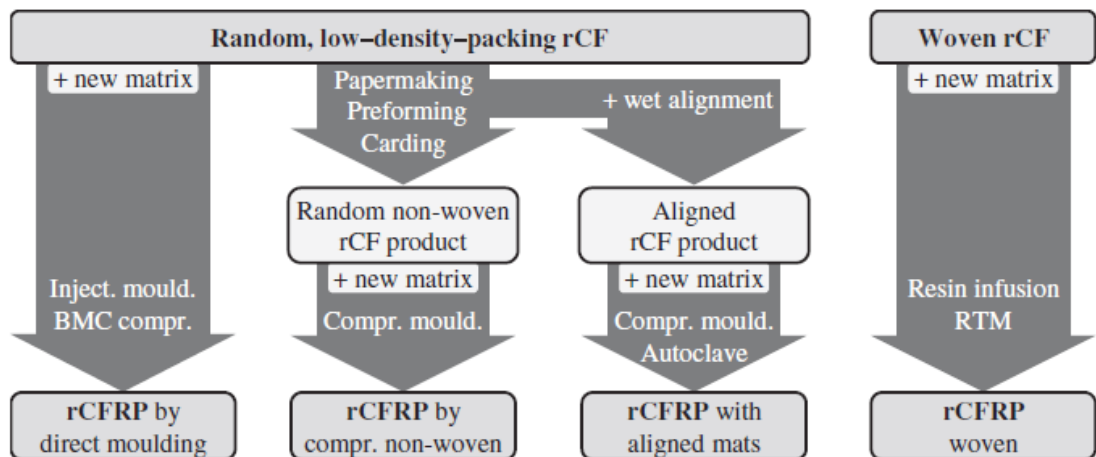 Random, low–density–packing rCF
Woven rCF
+ new matrix
Papermaking
Preforming
Carding
+ wet alignment
+ new matrix
Random non-woven
rCF product
Aligned
rCF product
+ new matrix
+ new matrix
Inject. mould.
BMC compr.
Compr. mould.
Compr. mould.
Autoclave
Resin infusion
RTM
rCFRP by
direct moulding
rCFRP by
compr. non-woven
rCFRP with
aligned mats
rCFRP
woven